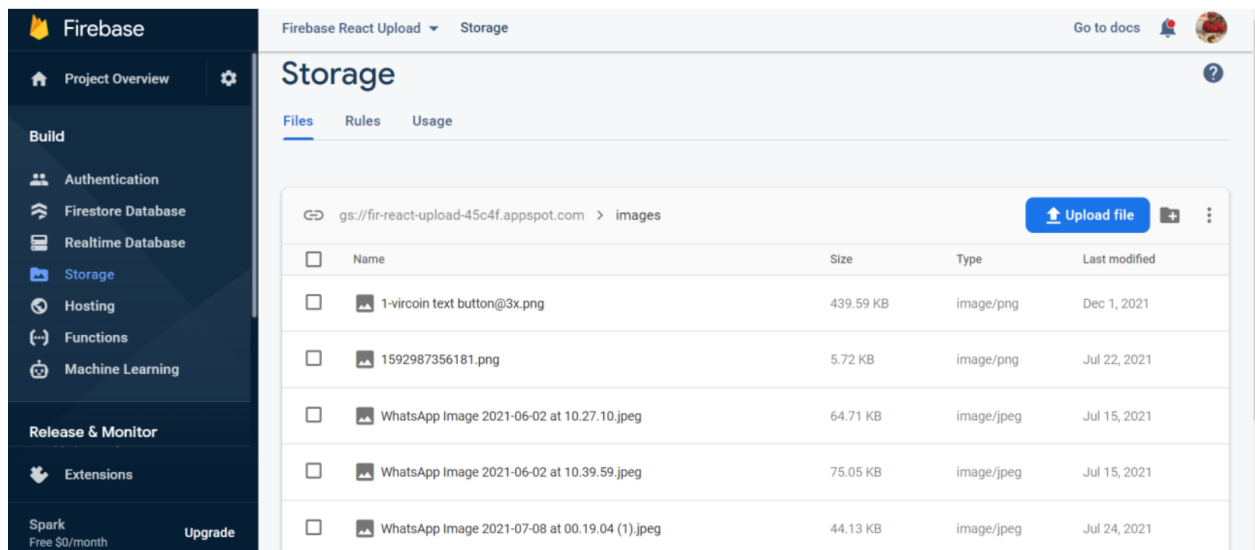 Firebase
Project Overview
Build
Authentication
Firestore Database
Realtime Database
Storage
Hosting
Functions
Machine Learning
Release & Monitor
Extensions
Spark
Free $0/month
Upgrade
Firebase React Upload Storage Go to docs
Storage
Files Rules Usage
gs://fir-react-upload-45c4f.appspot.com > images Upload file
Name Size Type Last modified
1-vircoin text button@3x.png 439.59 KB image/png Dec 1, 2021
1592987356181.png 5.72 KB image/png Jul 22, 2021
WhatsApp Image 2021-06-02 at 10.27.10.jpeg 64.71 KB image/jpeg Jul 15, 2021
WhatsApp Image 2021-06-02 at 10.39.59.jpeg 75.05 KB image/jpeg Jul 15, 2021
WhatsApp Image 2021-07-08 at 00.19.04 (1).jpeg 44.13 KB image/jpeg Jul 24, 2021